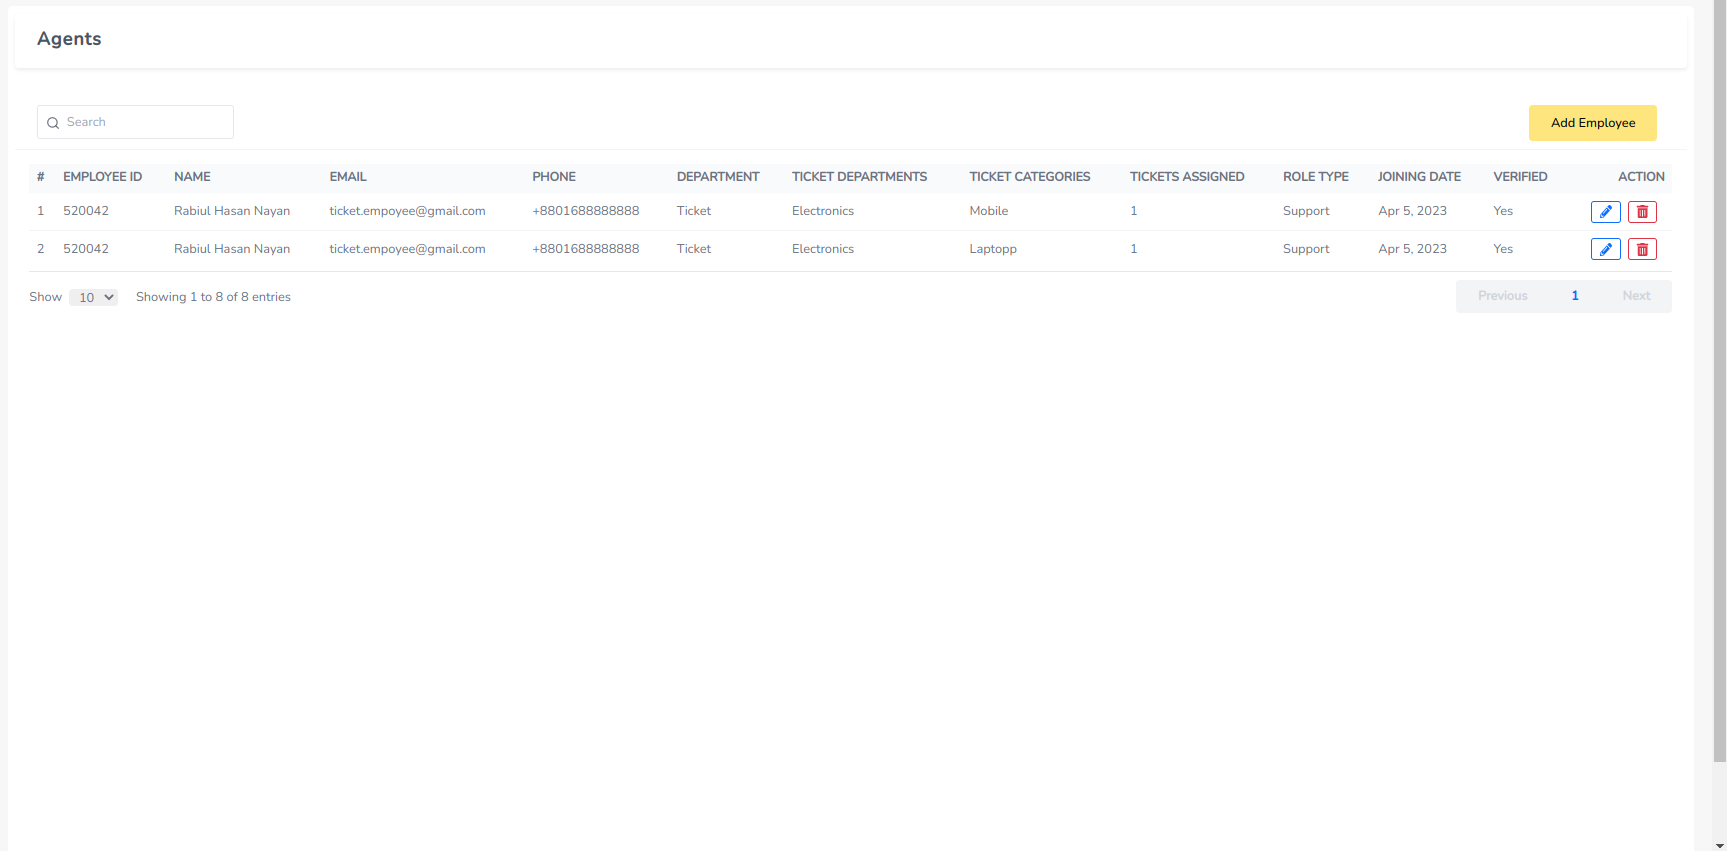 Agents
Search
Add Employee
# EMPLOYEE ID NAME EMAIL PHONE DEPARTMENT TICKET DEPARTMENTS TICKET CATEGORIES TICKETS ASSIGNED ROLE TYPE JOINING DATE VERIFIED ACTION
1 520042 Rabiul Hasan Nayan ticket.empoyee@gmail.com +8801688888888 Ticket Electronics Mobile 1 Support Apr 5, 2023 Yes
2 520042 Rabiul Hasan Nayan ticket.empoyee@gmail.com +8801688888888 Ticket Electronics Laptopp 1 Support Apr 5, 2023 Yes
Show 10 Showing 1 to 8 of 8 entries Previous 1 Next